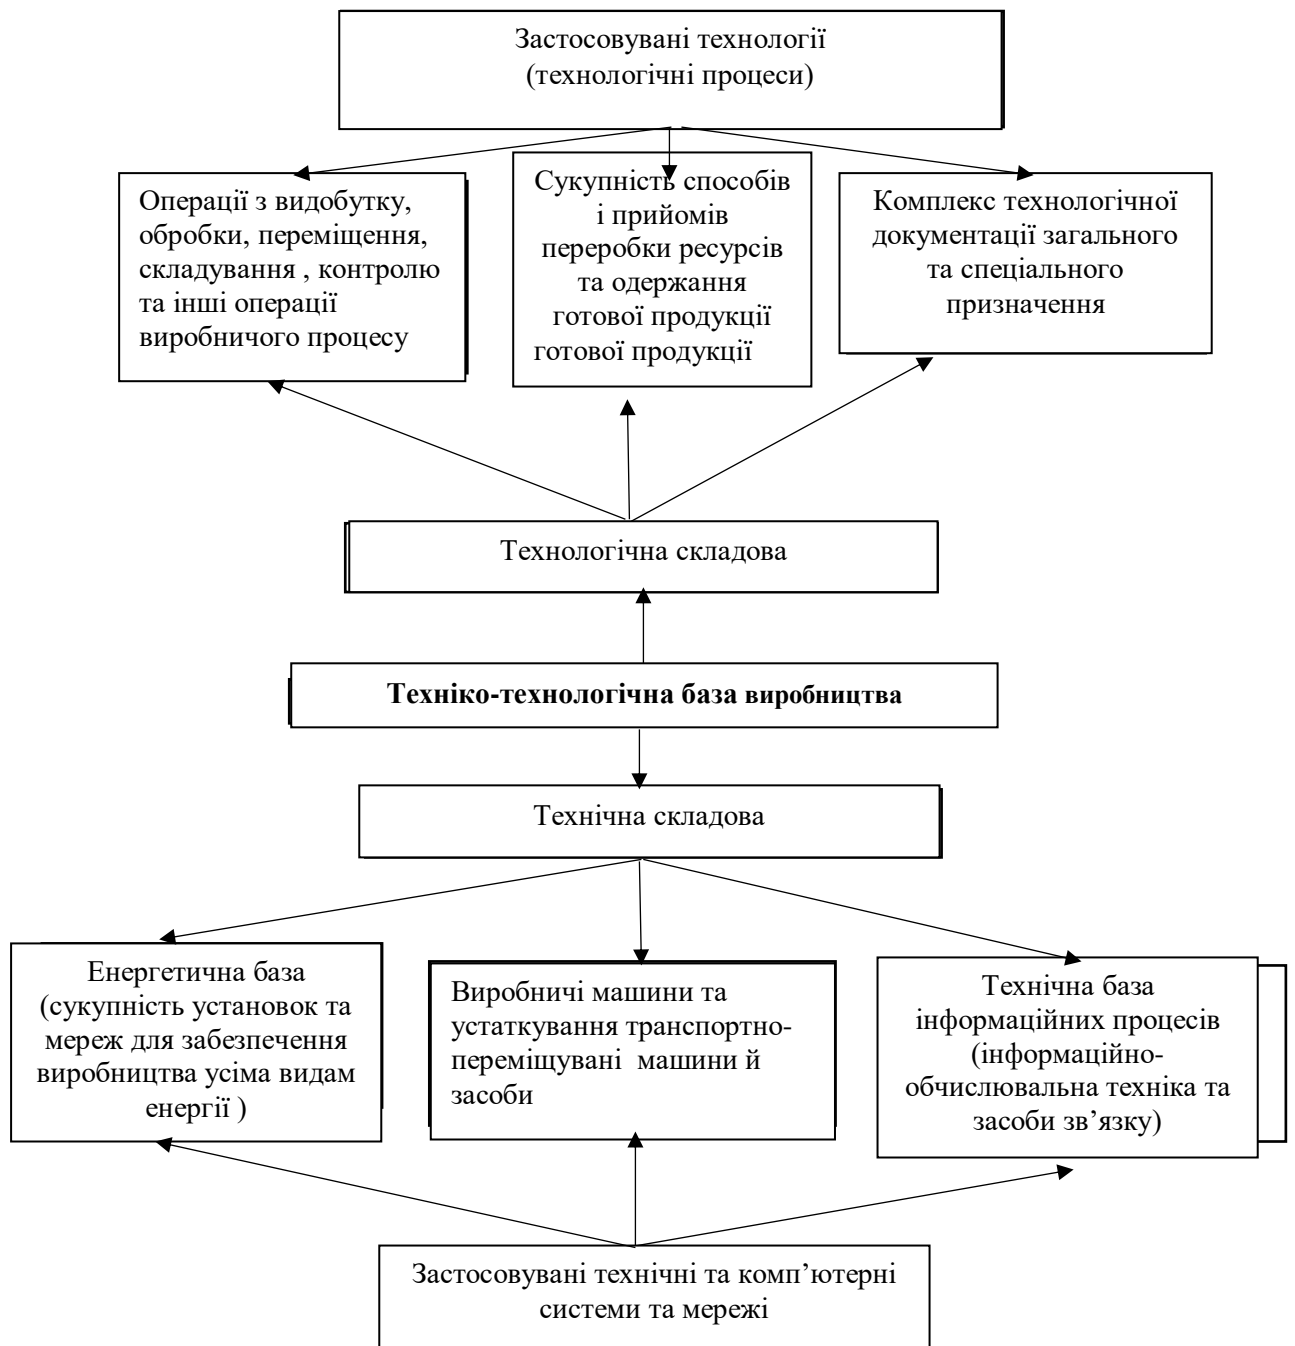 Застосовувані технології
(технологічні процеси)
Операції з видобутку,
обробки, переміщення,
складування , контролю
та інші операції
виробничого процесу
Сукупність способів
і прийомів
переробки ресурсів
та одержання
готової продукції
готової продукції
Комплекс технологічної
документації загального
та спеціального
призначення
Технологічна складова
Техніко-технологічна база виробництва
Технічна складова
Енергетична база
(сукупність установок та
мереж для забезпечення
виробництва усіма видам
енергії )
Виробничі машини та
устаткування транспортно-
переміщувані машини й
засоби
Технічна база
інформаційних процесів
(інформаційно-
обчислювальна техніка та
засоби зв’язку)
Застосовувані технічні та комп’ютерні
системи та мережі